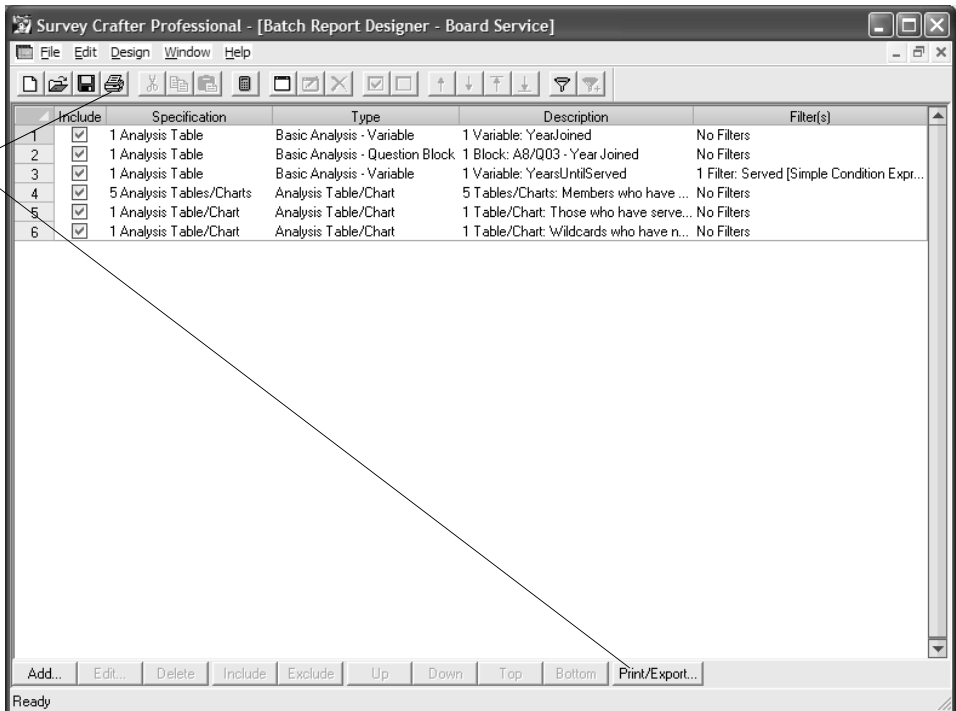 Survey Crafter Professional - [Batch Report Designer - Board Service]
File Edit Design Window Help
Include Specification Type Description Filter(s)
1 1 Analysis Table Basic Analysis - Variable 1 Variable: YearJoined No Filters
2 1 Analysis Table Basic Analysis - Question Block 1 Block: A8/Q03 - Year Joined No Filters
3 1 Analysis Table Basic Analysis - Variable 1 Variable: YearsUntilServed 1 Filter: Served [Simple Condition Expr...
4 5 Analysis Tables/Charts Analysis Table/Chart 5 Tables/Charts: Members who have ... No Filters
5 1 Analysis Table/Chart Analysis Table/Chart 1 Table/Chart: Those who have serve... No Filters
6 1 Analysis Table/Chart Analysis Table/Chart 1 Table/Chart: Wildcards who have n... No Filters
Add... Edit... Delete Include Exclude Up Down Top Bottom Print/Export...
Ready